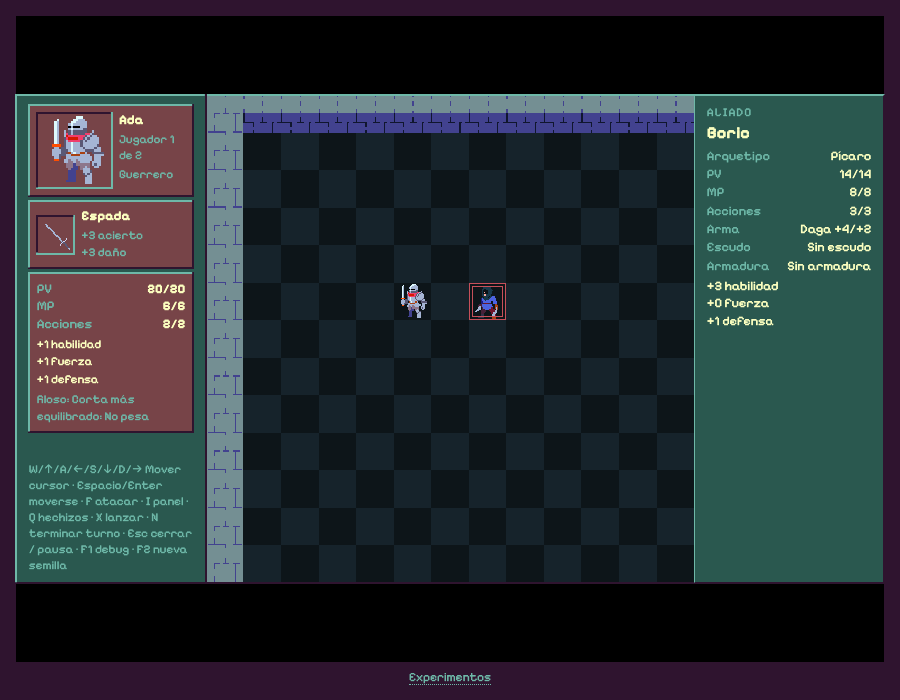 Ada
Jugador 1
de 2
Guerrero
Espada
+3 acierto
+3 daño
PV 20/20
MP 6/6
Acciones 2/2
+1 habilidad
+1 fuerza
+1 defensa
Aloso: Corta más
equilibrado: No pesa
W/↑/A/←/S/↓/D/→ Mover
cursor · Espacio/Enter
moverse · F atacar · I panel ·
Q hechizos · X lanzar · N
terminar turno · Esc cerrar
/ pausa · F1 debug · F2 nueva
semilla
ALIADO
Borlo
Arquetipo Pícaro
PV 14/14
MP 8/8
Acciones 3/3
Arma Daga +4/+2
Escudo Sin escudo
Armadura Sin armadura
+3 habilidad
+0 fuerza
+1 defensa
Experimentos